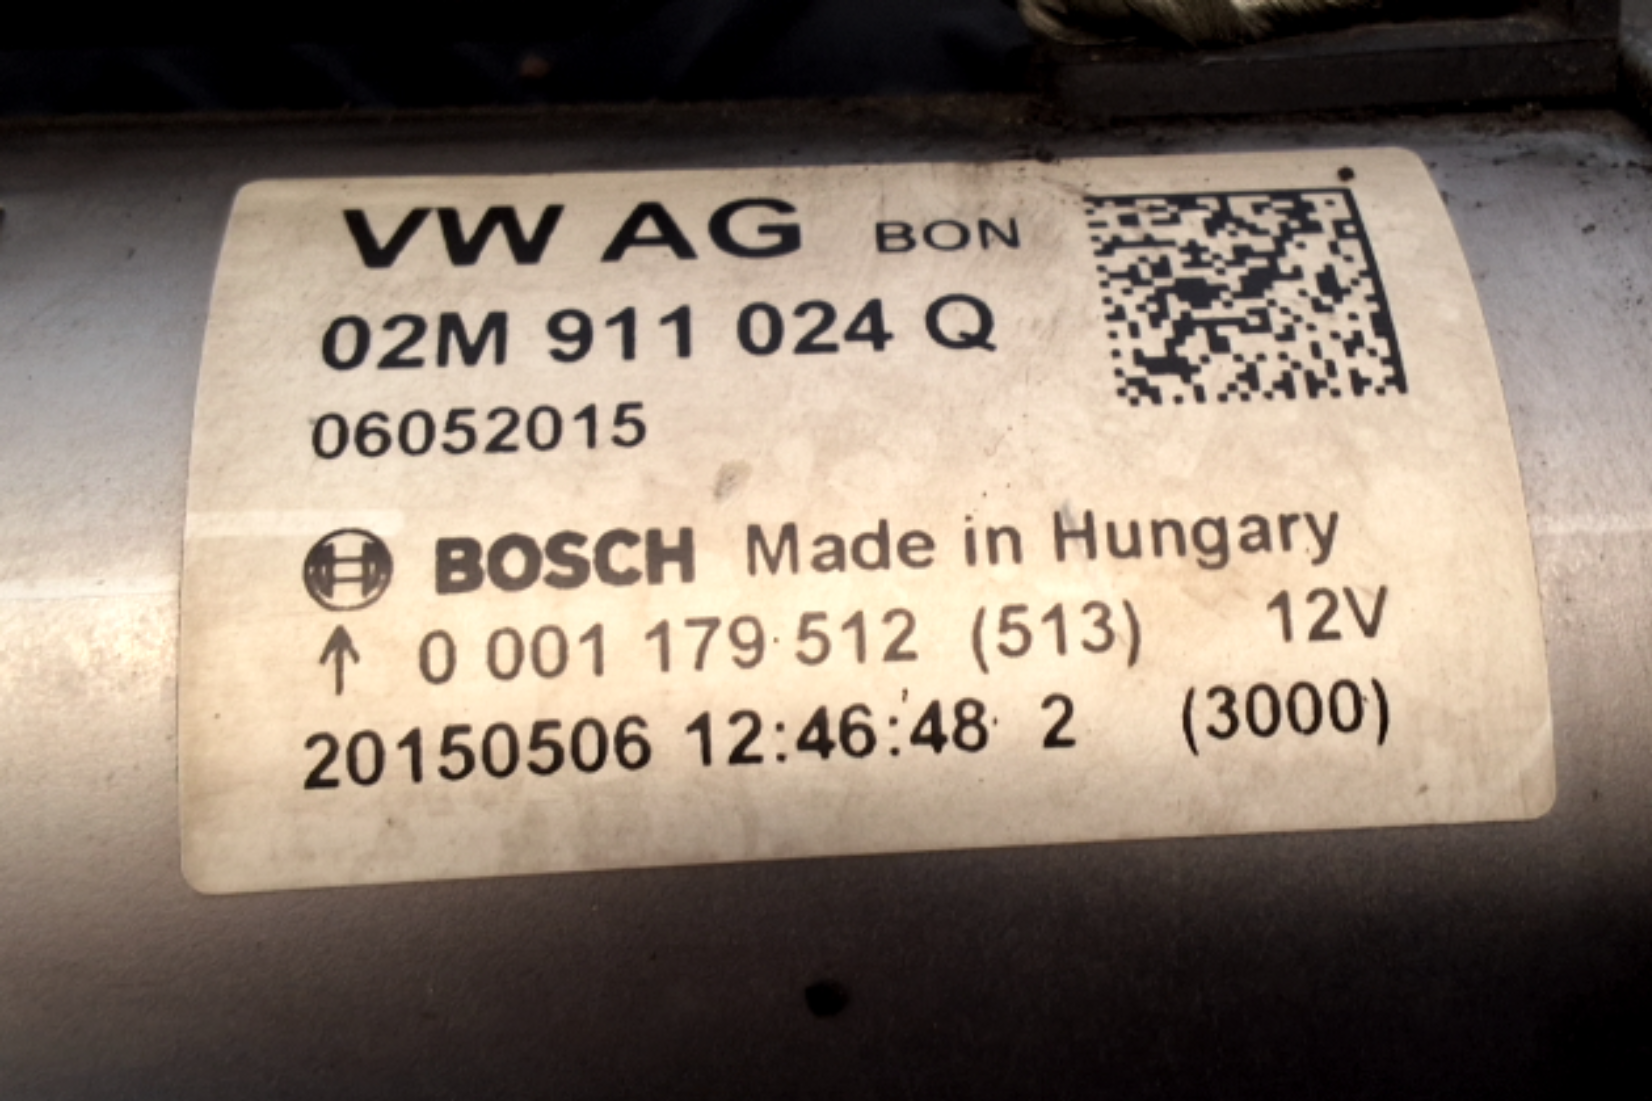 VW AG BON
02M 911 024 Q
06052015
BOSCH Made in Hungary
↑ 0 001 179 512 (513) 12V
20150506 12:46:48 2 (3000)